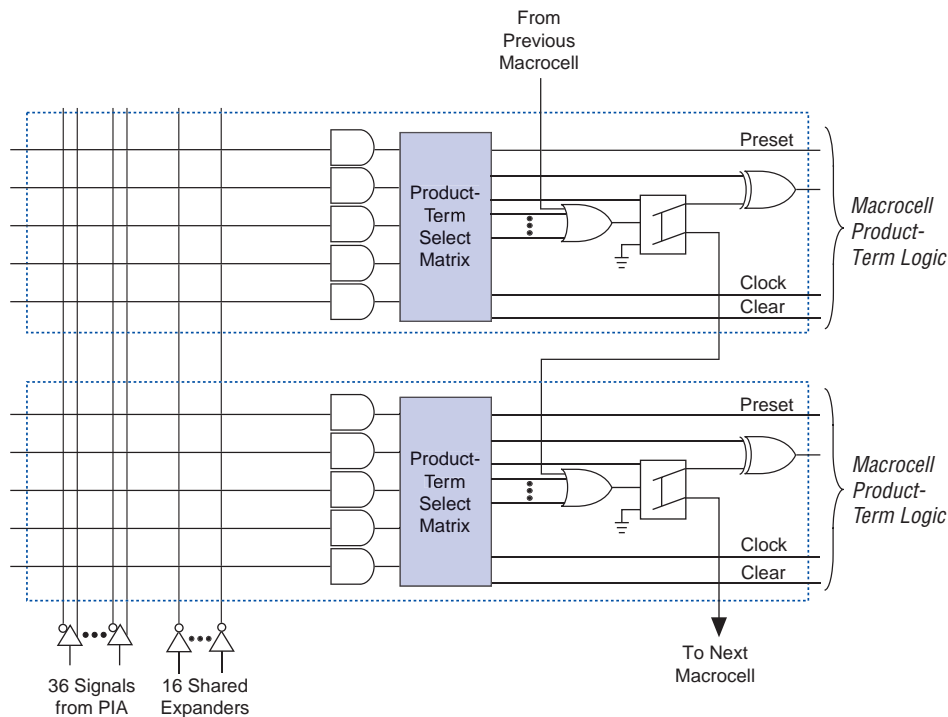 From
Previous
Macrocell
Preset
Product-
Term
Select
Matrix
Macrocell
Product-
Term Logic
Clock
Clear
Preset
Product-
Term
Select
Matrix
Macrocell
Product-
Term Logic
Clock
Clear
36 Signals
from PIA
16 Shared
Expanders
To Next
Macrocell